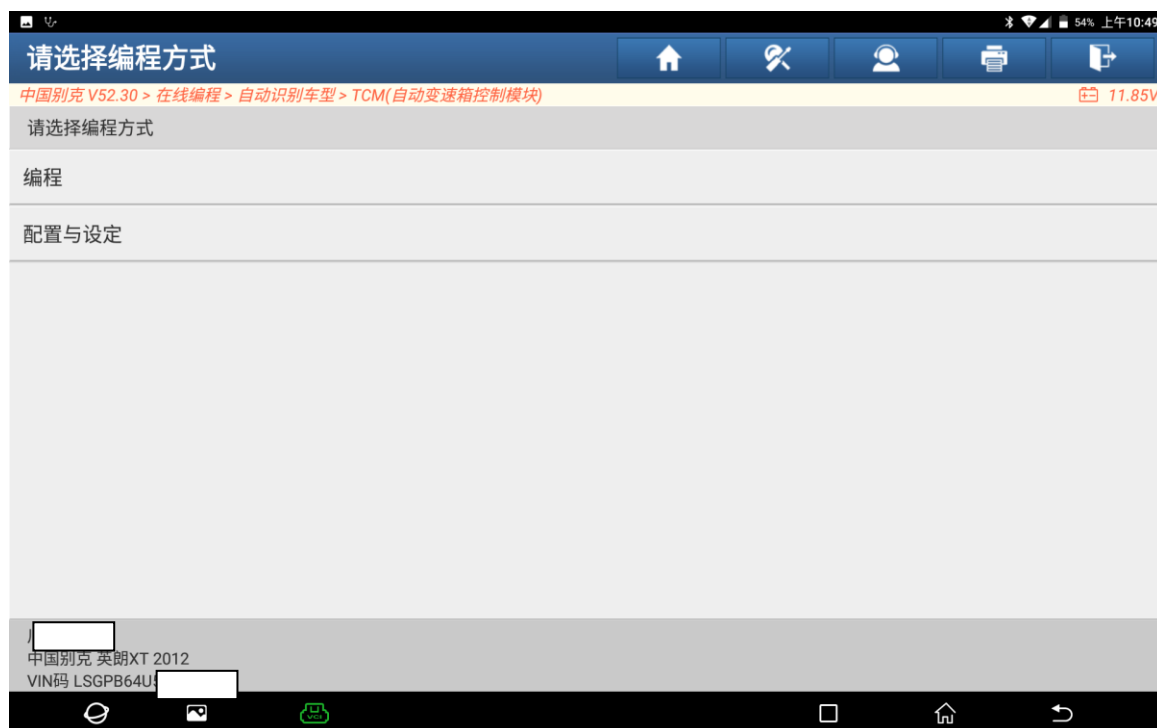 54% 上午10:49
请选择编程方式
中国别克 V52.30 > 在线编程 > 自动识别车型 > TCM(自动变速箱控制模块)
11.85V
请选择编程方式
编程
配置与设定
中国别克 英朗XT 2012
VIN码 LSGPB64U
VCI